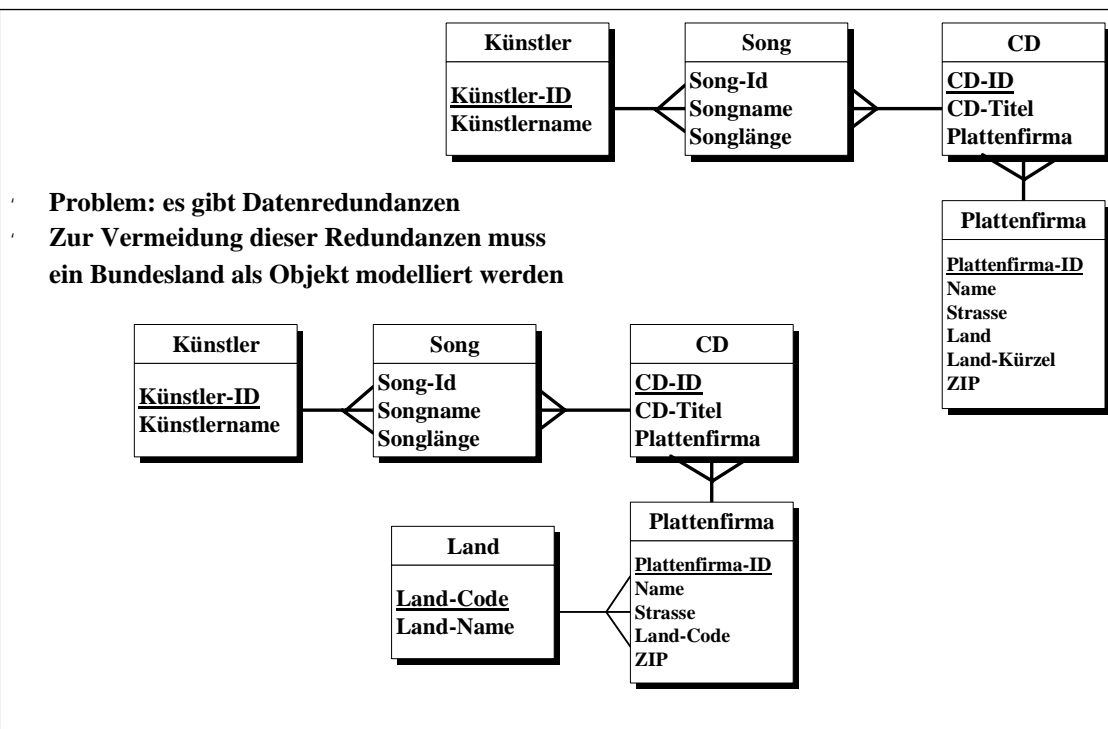 Künstler
Künstler-ID
Künstlername
Song
Song-Id
Songname
Songlänge
CD
CD-ID
CD-Titel
Plattenfirma
Plattenfirma
Plattenfirma-ID
Name
Strasse
Land
Land-Kürzel
ZIP
Problem: es gibt Datenredundanzen
Zur Vermeidung dieser Redundanzen muss
ein Bundesland als Objekt modelliert werden
Künstler
Künstler-ID
Künstlername
Song
Song-Id
Songname
Songlänge
CD
CD-ID
CD-Titel
Plattenfirma
Land
Land-Code
Land-Name
Plattenfirma
Plattenfirma-ID
Name
Strasse
Land-Code
ZIP